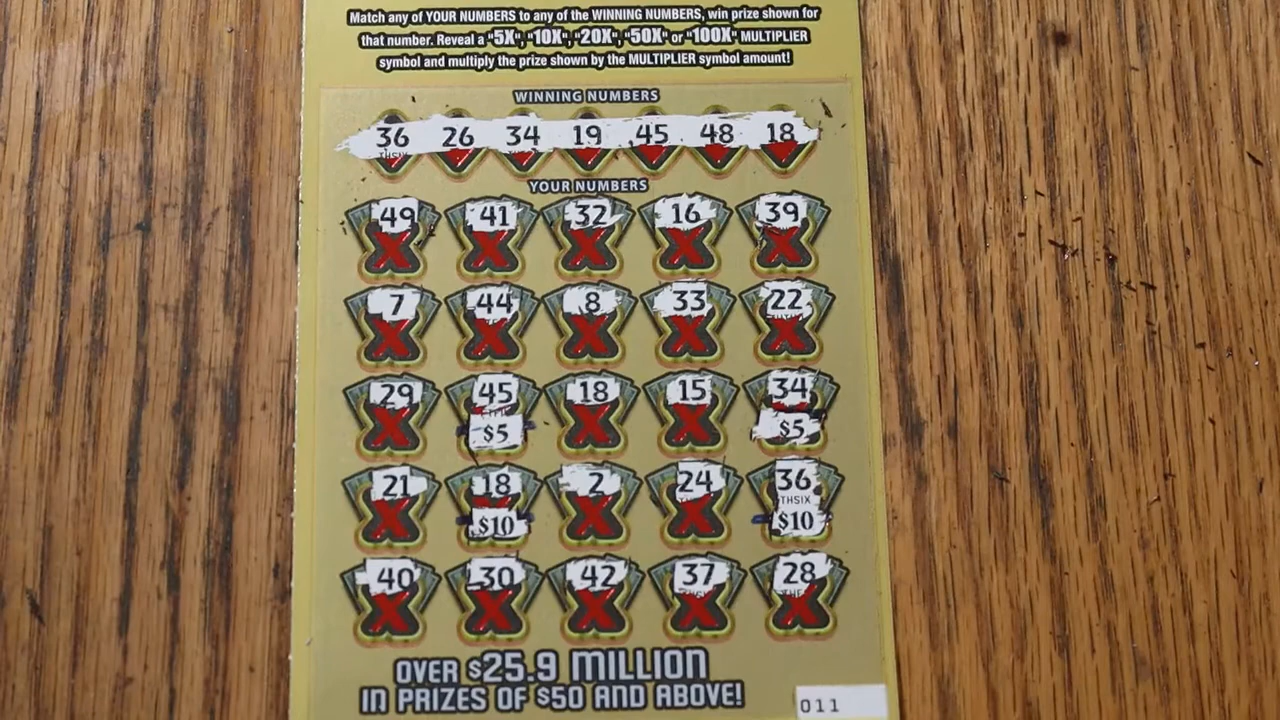 Match any of YOUR NUMBERS to any of the WINNING NUMBERS, win prize shown for
that number. Reveal a "5X", "10X", "20X", "50X" or "100X" MULTIPLIER
symbol and multiply the prize shown by the MULTIPLIER symbol amount!
WINNING NUMBERS
36 26 34 19 45 48 18
YOUR NUMBERS
49 41 32 16 39
X X X X X
7 44 8 33 22
X X X X X
29 45 18 15 34
X $5 X X $5
21 18 2 24 36
THSIX
X $10 X X $10
40 30 42 37 28
X X X X X
OVER $25.9 MILLION
IN PRIZES OF $50 AND ABOVE!
011